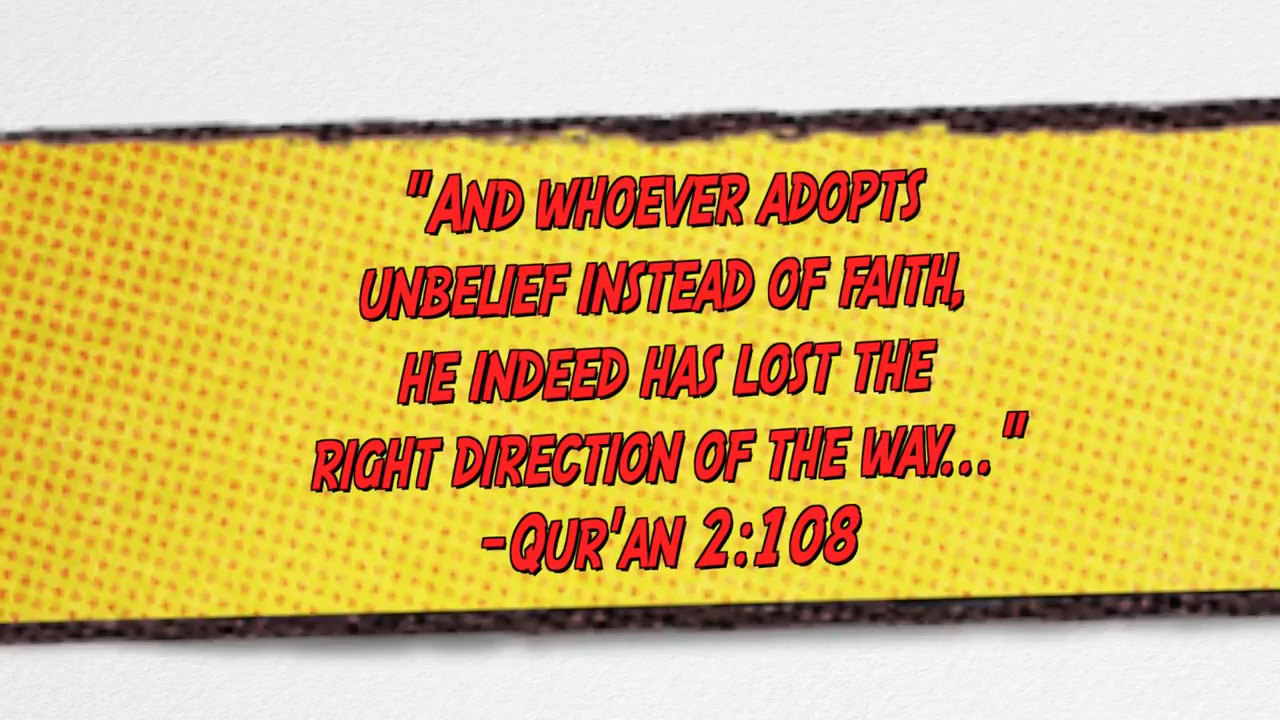 "AND WHOEVER ADOPTS
UNBELIEF INSTEAD OF FAITH,
HE INDEED HAS LOST THE
RIGHT DIRECTION OF THE WAY..."
-QUR'AN 2:108